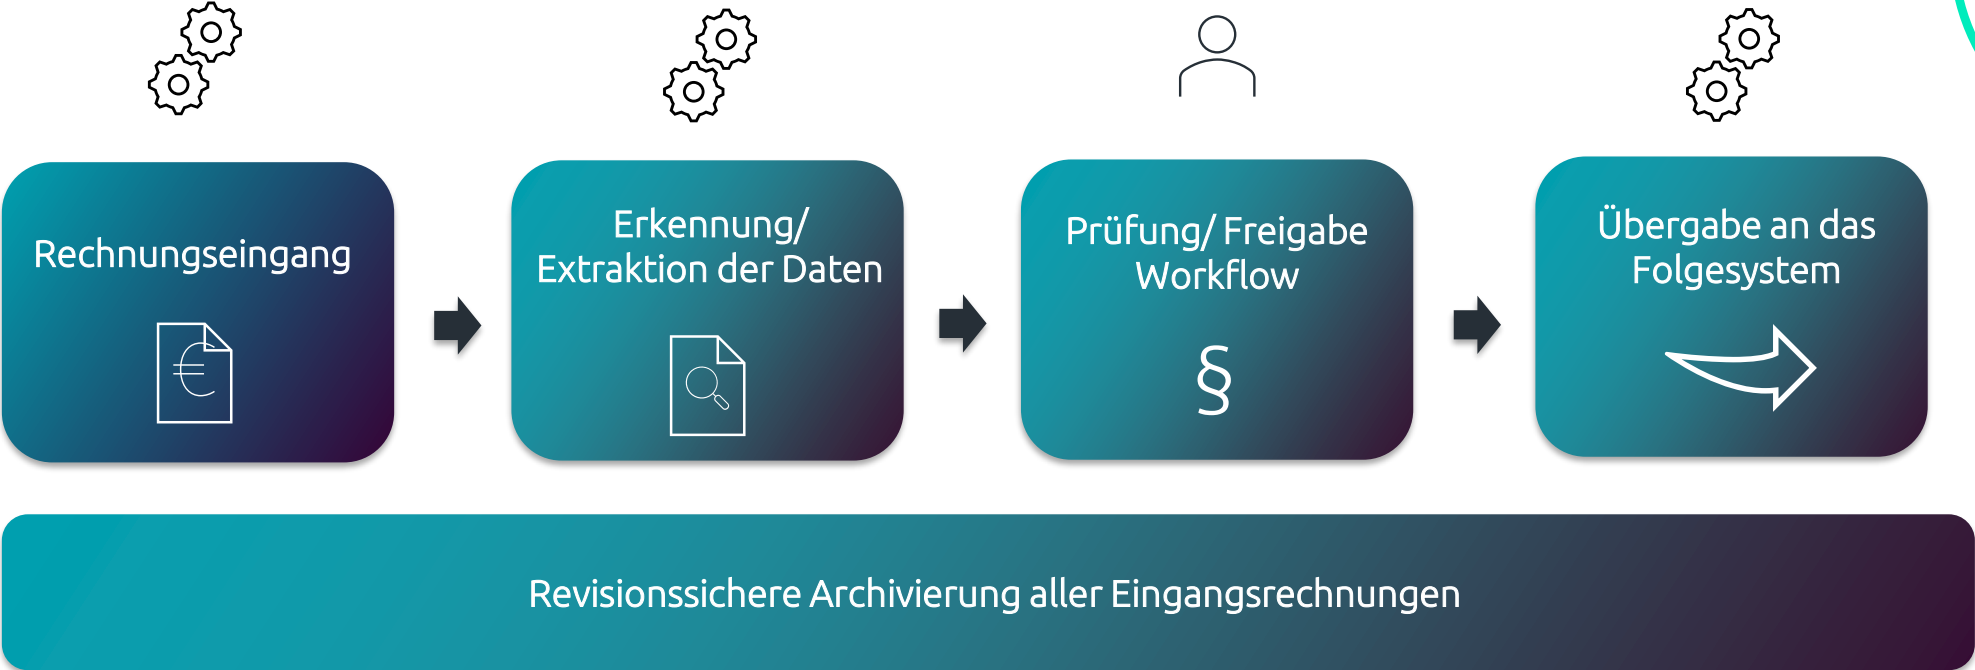 Rechnungseingang
Erkennung/
Extraktion der Daten
Prüfung/ Freigabe
Workflow
§
Übergabe an das
Folgesystem
Revisionssichere Archivierung aller Eingangsrechnungen